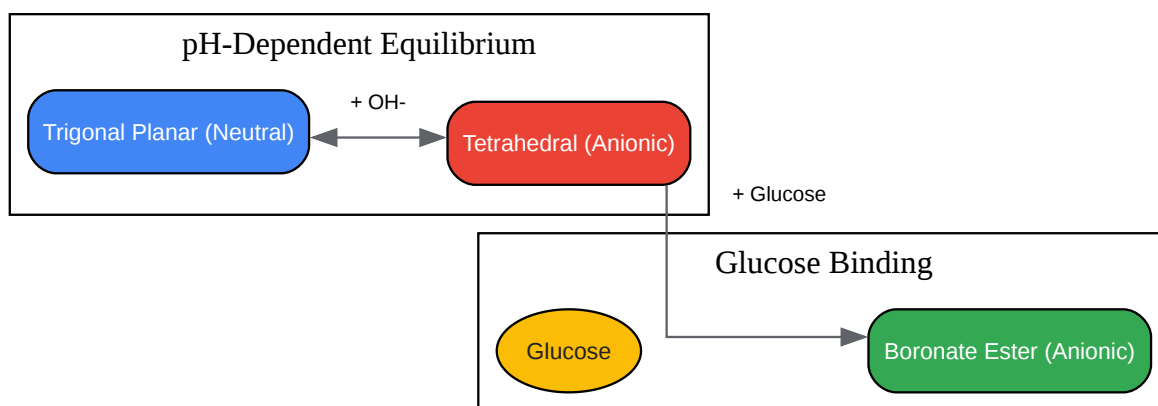 pH-Dependent Equilibrium
Trigonal Planar (Neutral)
+ OH-
Tetrahedral (Anionic)
+ Glucose
Glucose Binding
Glucose
Boronate Ester (Anionic)